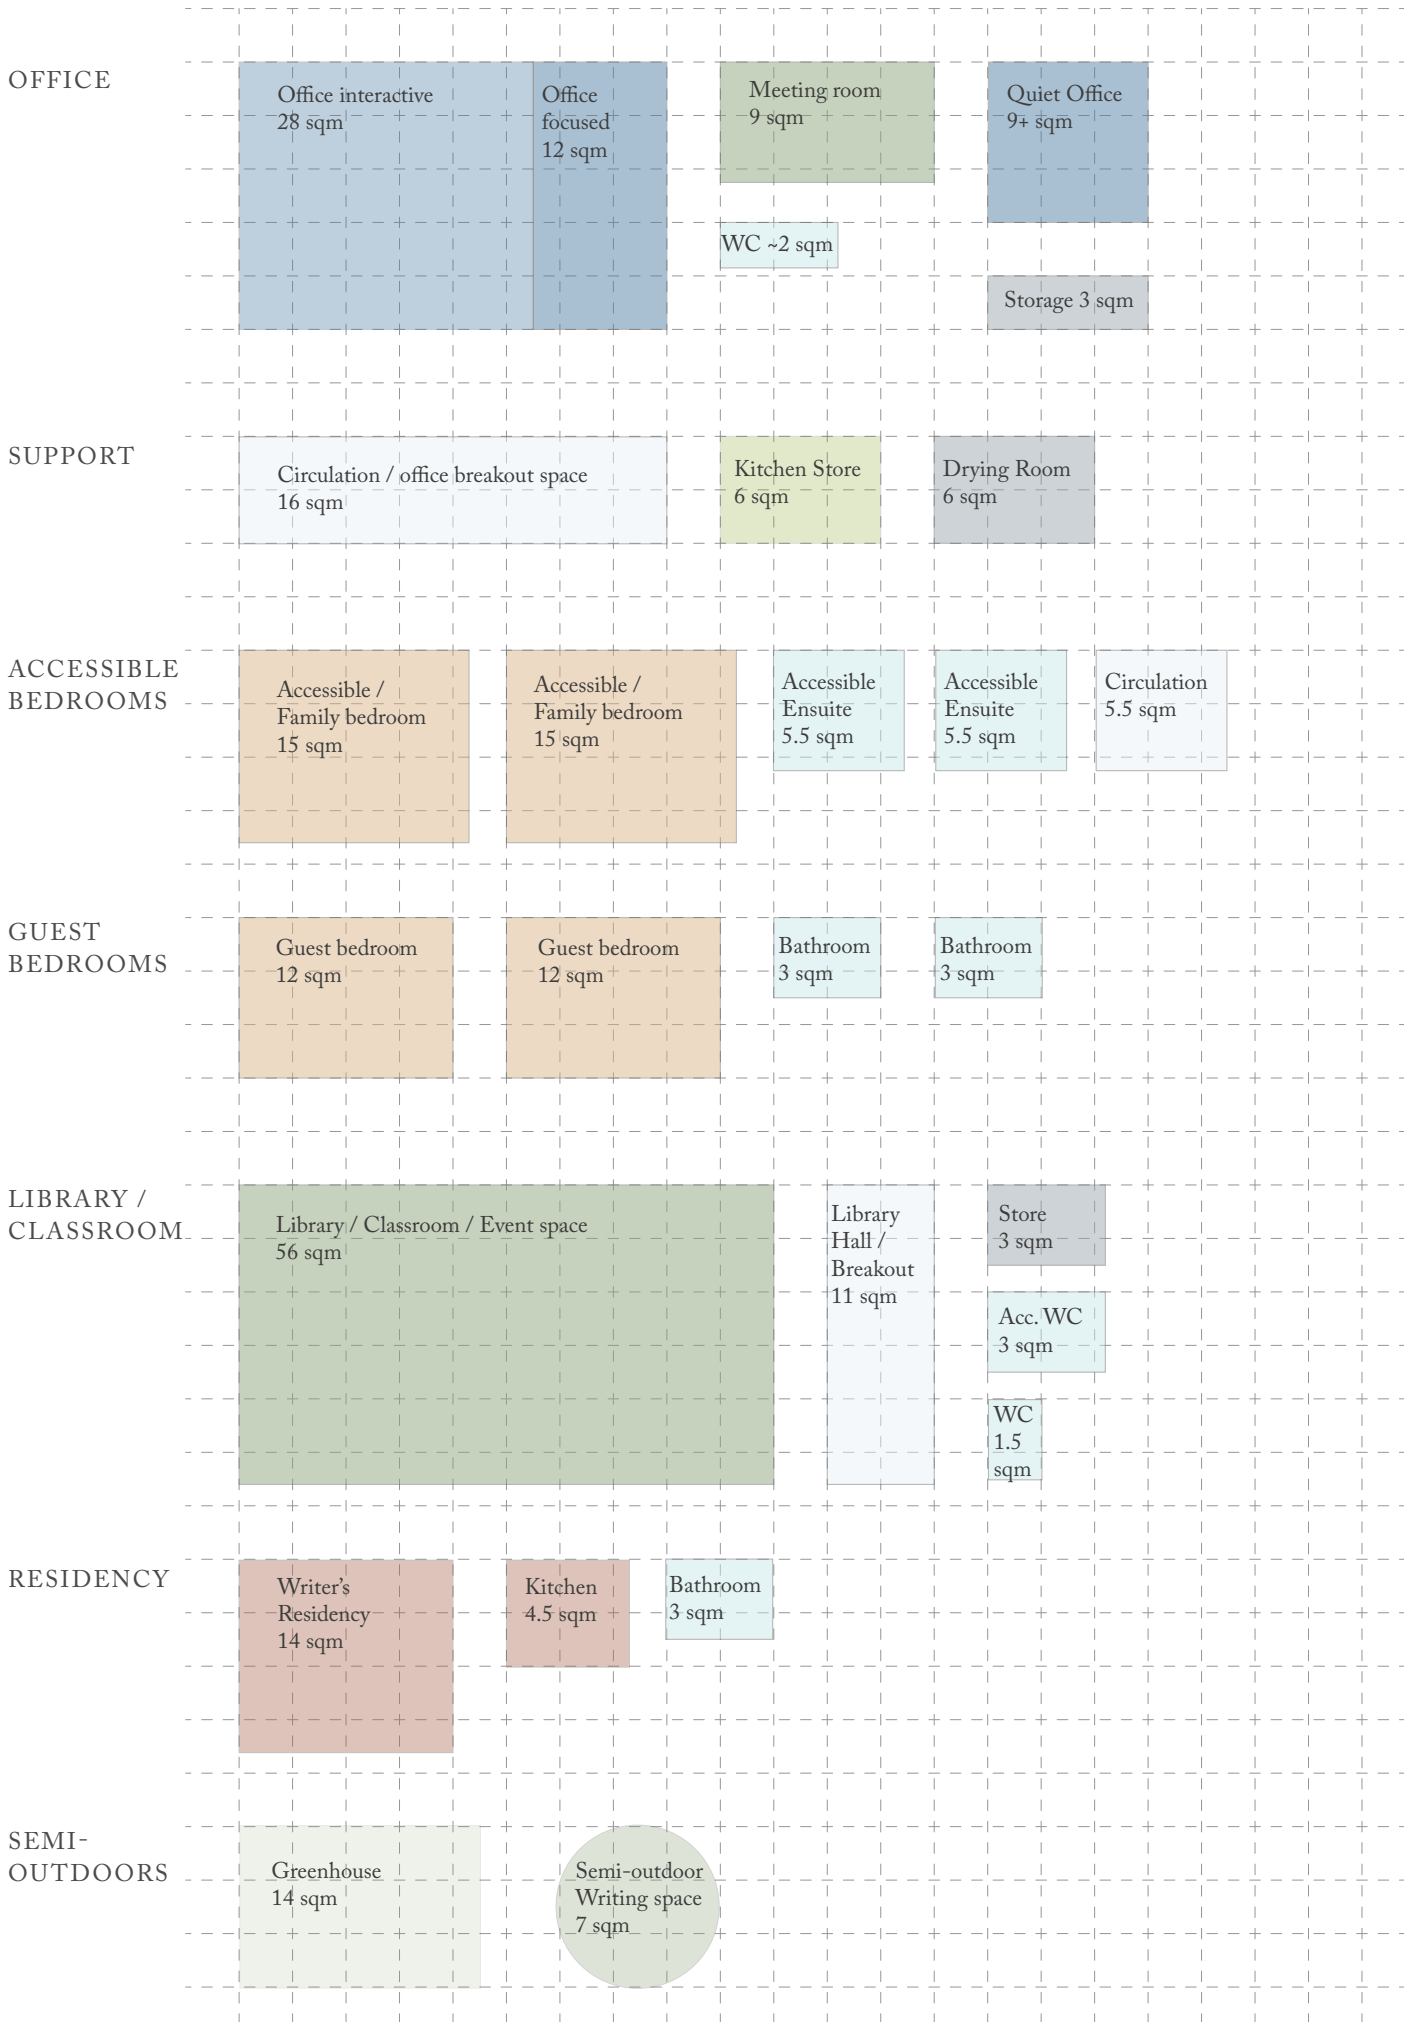 OFFICE
Office interactive
28 sqm
Office
focused
12 sqm
Meeting room
9 sqm
Quiet Office
9+ sqm
WC ~2 sqm
Storage 3 sqm
SUPPORT
Circulation / office breakout space
16 sqm
Kitchen Store
6 sqm
Drying Room
6 sqm
ACCESSIBLE
BEDROOMS
Accessible /
Family bedroom
15 sqm
Accessible /
Family bedroom
15 sqm
Accessible
Ensuite
5.5 sqm
Accessible
Ensuite
5.5 sqm
Circulation
5.5 sqm
GUEST
BEDROOMS
Guest bedroom
12 sqm
Guest bedroom
12 sqm
Bathroom
3 sqm
Bathroom
3 sqm
LIBRARY /
CLASSROOM
Library / Classroom / Event space
56 sqm
Library
Hall /
Breakout
11 sqm
Store
3 sqm
Acc. WC
3 sqm
WC
1.5
sqm
RESIDENCY
Writer's
Residency
14 sqm
Kitchen
4.5 sqm
Bathroom
3 sqm
SEMI-
OUTDOORS
Greenhouse
14 sqm
Semi-outdoor
Writing space
7 sqm